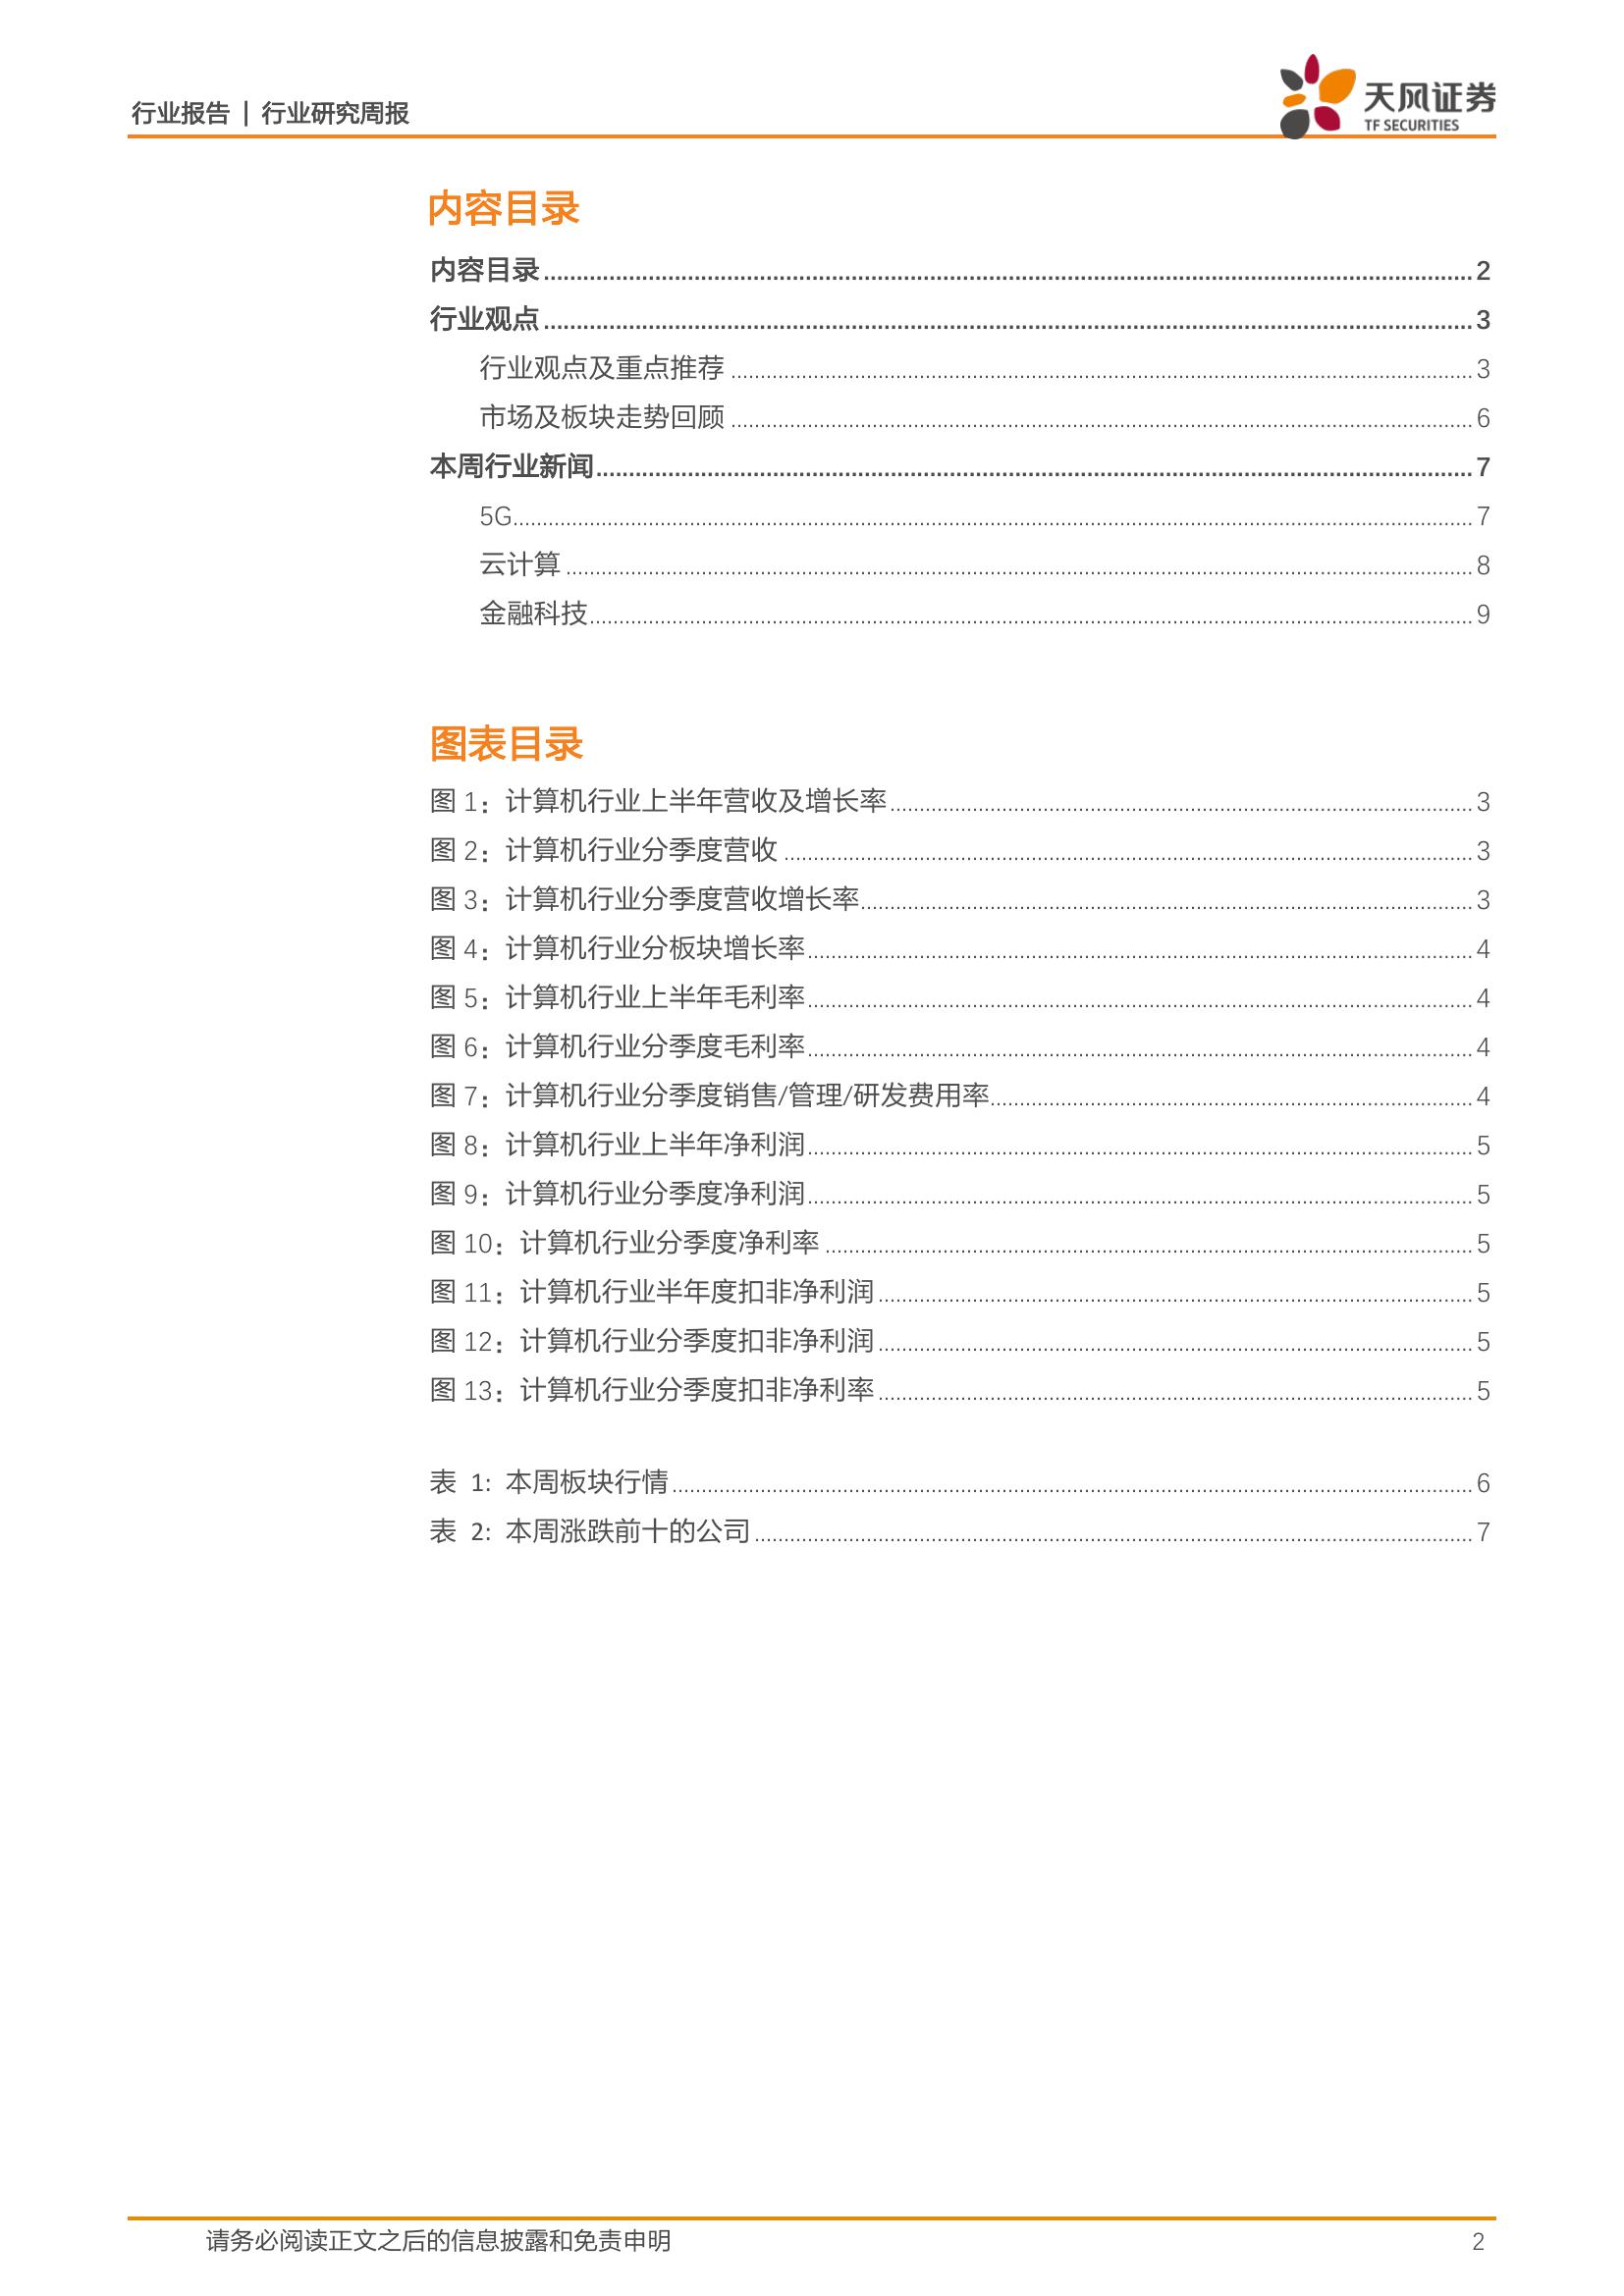 行业报告 | 行业研究周报
天风证券
TF SECURITIES
内容目录
内容目录 2
行业观点 3
行业观点及重点推荐 3
市场及板块走势回顾 6
本周行业新闻 7
5G 7
云计算 8
金融科技 9
图表目录
图 1：计算机行业上半年营收及增长率 3
图 2：计算机行业分季度营收 3
图 3：计算机行业分季度营收增长率 3
图 4：计算机行业分板块增长率 4
图 5：计算机行业上半年毛利率 4
图 6：计算机行业分季度毛利率 4
图 7：计算机行业分季度销售/管理/研发费用率 4
图 8：计算机行业上半年净利润 5
图 9：计算机行业分季度净利润 5
图 10：计算机行业分季度净利率 5
图 11：计算机行业半年度扣非净利润 5
图 12：计算机行业分季度扣非净利润 5
图 13：计算机行业分季度扣非净利率 5
表 1: 本周板块行情 6
表 2: 本周涨跌前十的公司 7
请务必阅读正文之后的信息披露和免责申明 2